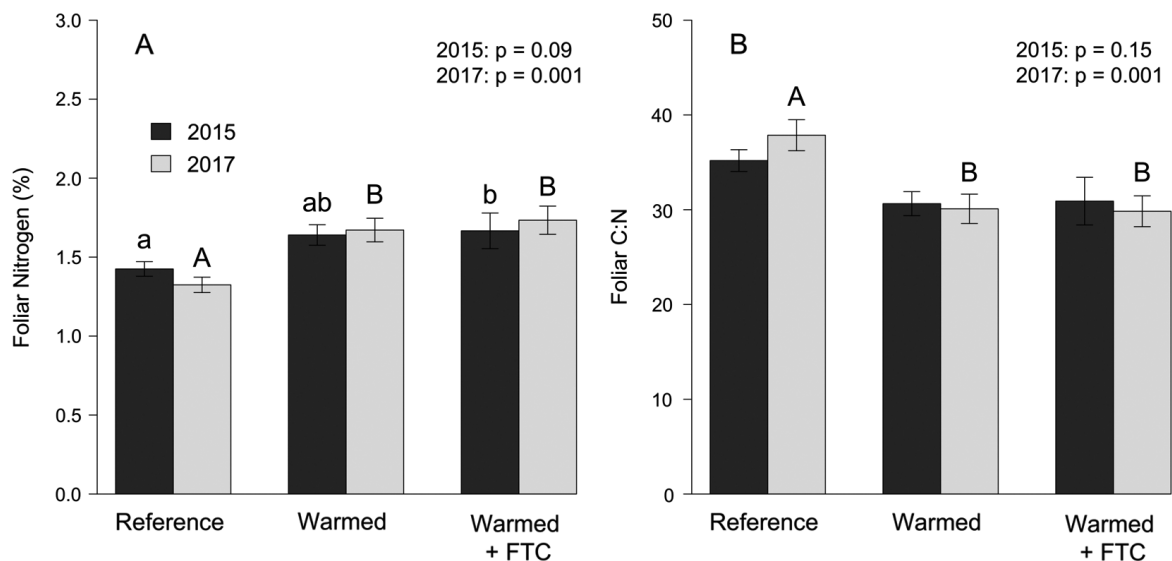 A
2015: p = 0.09
2017: p = 0.001
2015
2017
Foliar Nitrogen (%)
3.0
2.5
2.0
1.5
1.0
0.5
0.0
a
A
ab
B
b
B
Reference
Warmed
Warmed
+ FTC
B
2015: p = 0.15
2017: p = 0.001
Foliar C:N
50
40
30
20
10
0
A
B
B
Reference
Warmed
Warmed
+ FTC